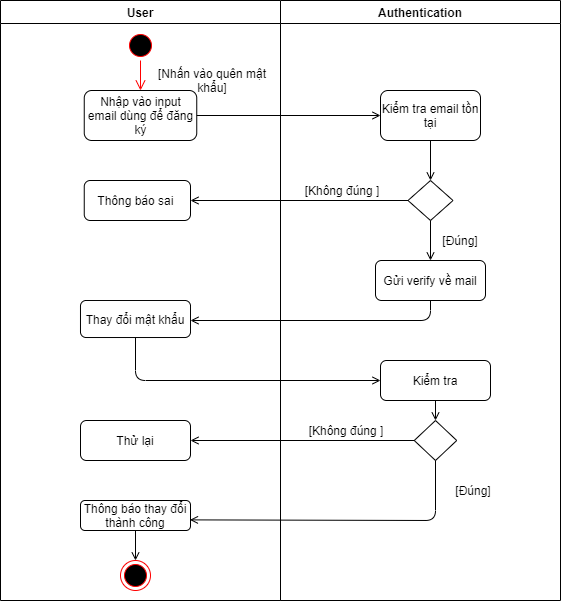 User
Authentication
[Nhấn vào quên mật
khẩu]
Nhập vào input
email dùng để đăng
ký
Kiểm tra email tồn
tại
[Không đúng ]
Thông báo sai
[Đúng]
Gửi verify về mail
Thay đổi mật khẩu
Kiểm tra
[Không đúng ]
Thử lại
[Đúng]
Thông báo thay đổi
thành công